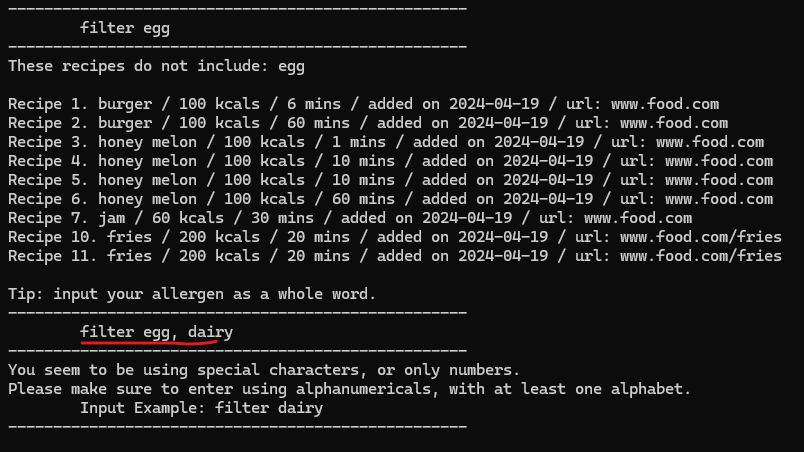 --------------------------------------------------
filter egg
--------------------------------------------------
These recipes do not include: egg
Recipe 1. burger / 100 kcals / 6 mins / added on 2024-04-19 / url: www.food.com
Recipe 2. burger / 100 kcals / 60 mins / added on 2024-04-19 / url: www.food.com
Recipe 3. honey melon / 100 kcals / 1 mins / added on 2024-04-19 / url: www.food.com
Recipe 4. honey melon / 100 kcals / 10 mins / added on 2024-04-19 / url: www.food.com
Recipe 5. honey melon / 100 kcals / 10 mins / added on 2024-04-19 / url: www.food.com
Recipe 6. honey melon / 100 kcals / 60 mins / added on 2024-04-19 / url: www.food.com
Recipe 7. jam / 60 kcals / 30 mins / added on 2024-04-19 / url: www.food.com
Recipe 10. fries / 200 kcals / 20 mins / added on 2024-04-19 / url: www.food.com/fries
Recipe 11. fries / 200 kcals / 20 mins / added on 2024-04-19 / url: www.food.com/fries
Tip: input your allergen as a whole word.
--------------------------------------------------
filter egg, dairy
--------------------------------------------------
You seem to be using special characters, or only numbers.
Please make sure to enter using alphanumericals, with at least one alphabet.
Input Example: filter dairy
--------------------------------------------------